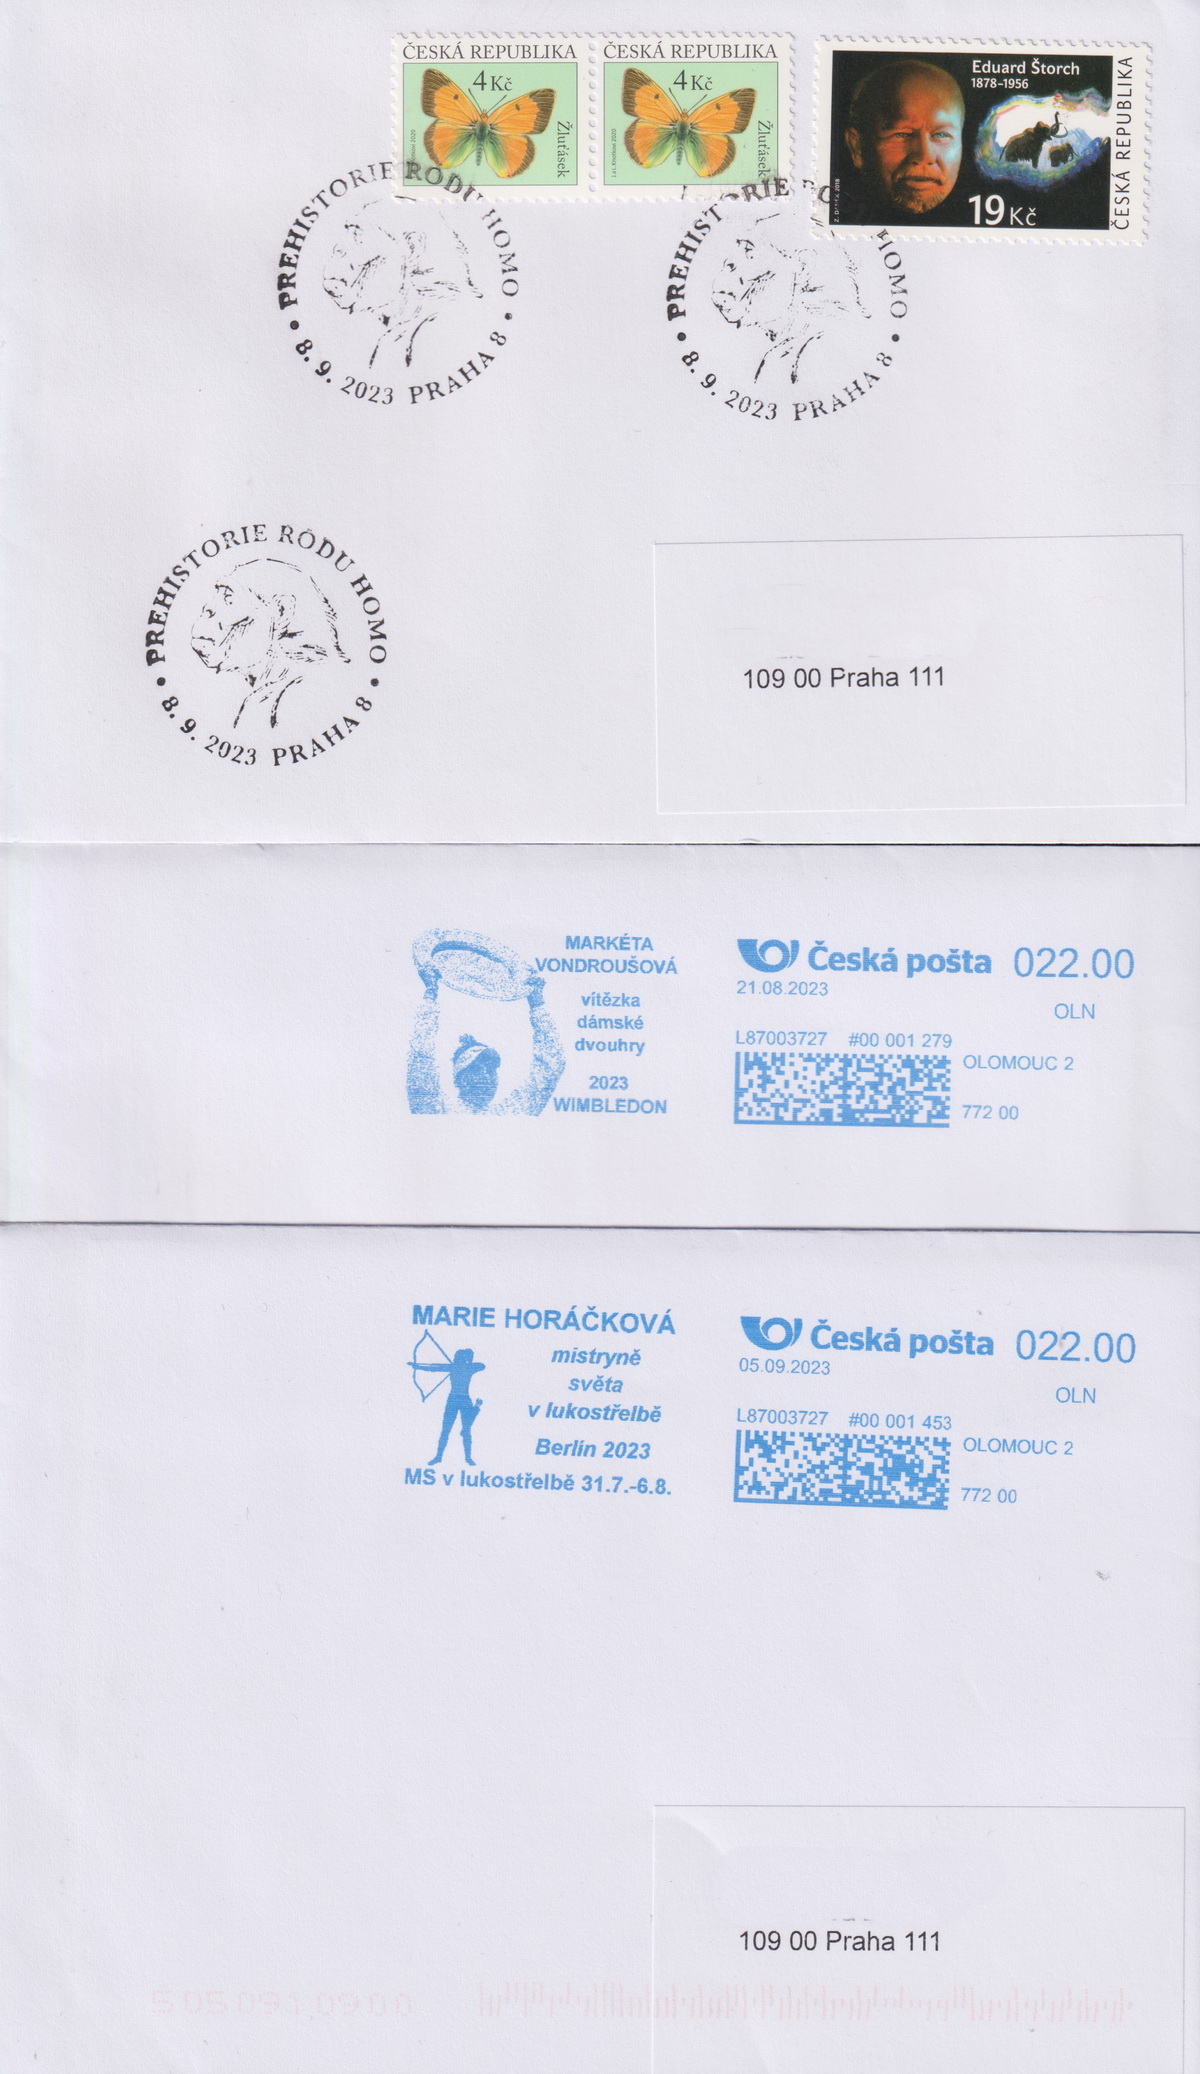 ČESKÁ REPUBLIKA
4 Kč
Žluťásek
ČESKÁ REPUBLIKA
4 Kč
Žluťásek
Eduard Štorch
1878-1956
19 Kč
ČESKÁ REPUBLIKA
PREHISTORIE RODU HOMO
8. 9. 2023 PRAHA 8
PREHISTORIE RODU HOMO
8. 9. 2023 PRAHA 8
PREHISTORIE RODU HOMO
8. 9. 2023 PRAHA 8
109 00 Praha 111
MARKÉTA
VONDROUŠOVÁ
vítězka
dámské
dvouhry
2023
WIMBLEDON
Česká pošta 022.00
21.08.2023
OLN
L87003727 #00 001 279
OLOMOUC 2
772 00
MARIE HORÁČKOVÁ
mistryně
světa
v lukostřelbě
Berlín 2023
MS v lukostřelbě 31.7.-6.8.
Česká pošta 022.00
05.09.2023
OLN
L87003727 #00 001 453
OLOMOUC 2
772 00
109 00 Praha 111